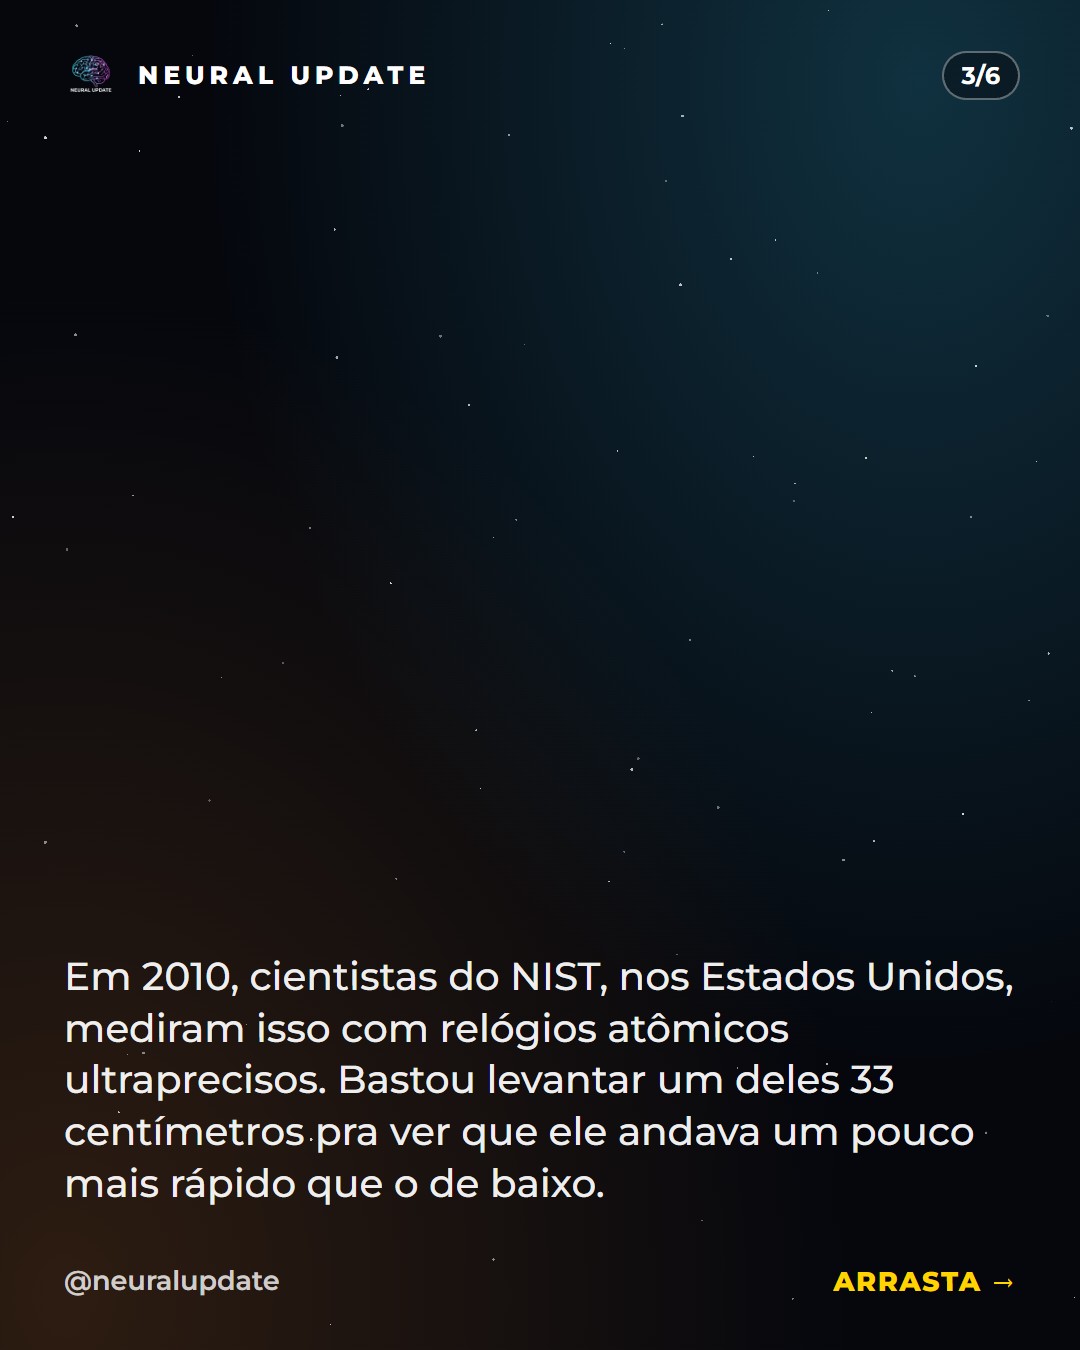 NEURAL UPDATE
NEURAL UPDATE
3/6
Em 2010, cientistas do NIST, nos Estados Unidos,
mediram isso com relógios atômicos
ultraprecisos. Bastou levantar um deles 33
centímetros pra ver que ele andava um pouco
mais rápido que o de baixo.
@neuralupdate
ARRASTA →